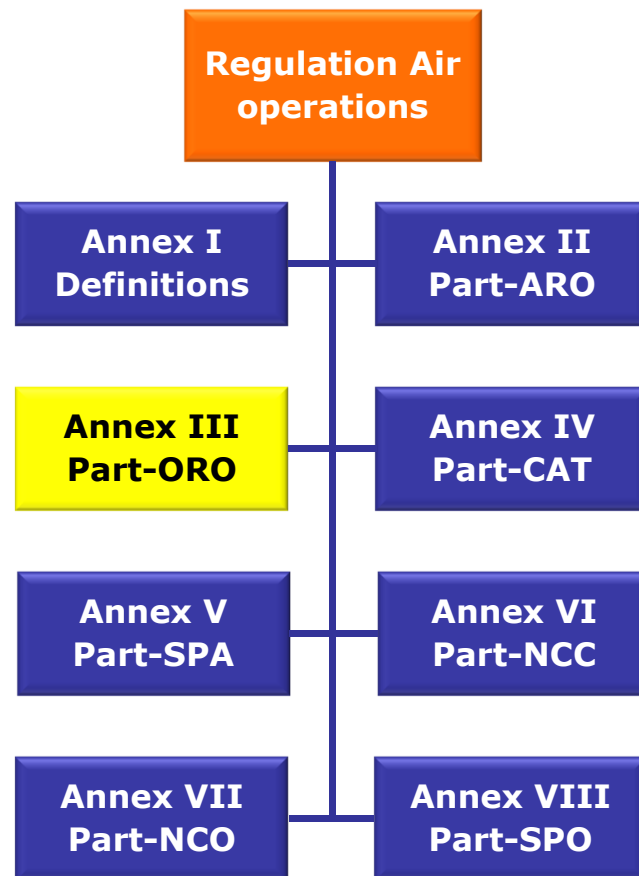 Regulation Air
operations
Annex I
Definitions
Annex II
Part-ARO
Annex III
Part-ORO
Annex IV
Part-CAT
Annex V
Part-SPA
Annex VI
Part-NCC
Annex VII
Part-NCO
Annex VIII
Part-SPO